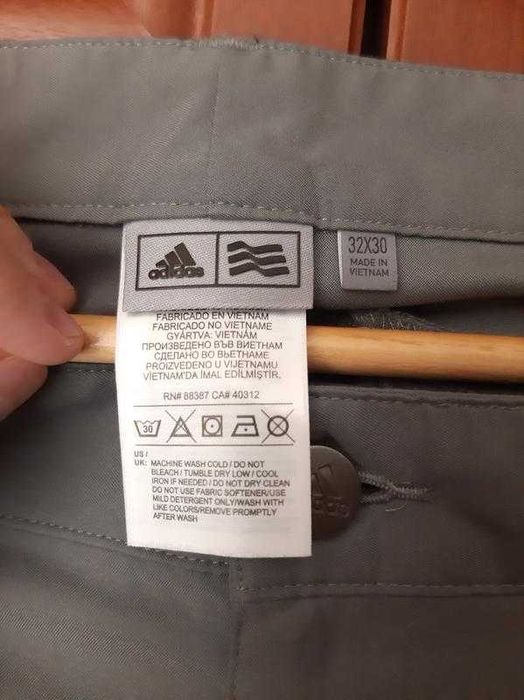 adidas
32X30
MADE IN
VIETNAM
FABRICADO EN VIETNAM
FABRICADO NO VIETNAME
GYÁRTVA: VIETNÁM
ПРОИЗВЕДЕНО ВЪВ ВИЕТНАМ
СДЕЛАНО ВО ВЬЕТНАМЕ
PROIZVEDENO U VIJETNAMU
VIETNAM'DA İMAL EDİLMİŞTİR.
RN# 88387 CA# 40312
30
US /
UK: MACHINE WASH COLD / DO NOT
BLEACH / TUMBLE DRY LOW / COOL
IRON IF NEEDED / DO NOT DRY CLEAN
DO NOT USE FABRIC SOFTENER/USE
MILD DETERGENT ONLY/WASH WITH
LIKE COLORS/REMOVE PROMPTLY
AFTER WASH
adidas